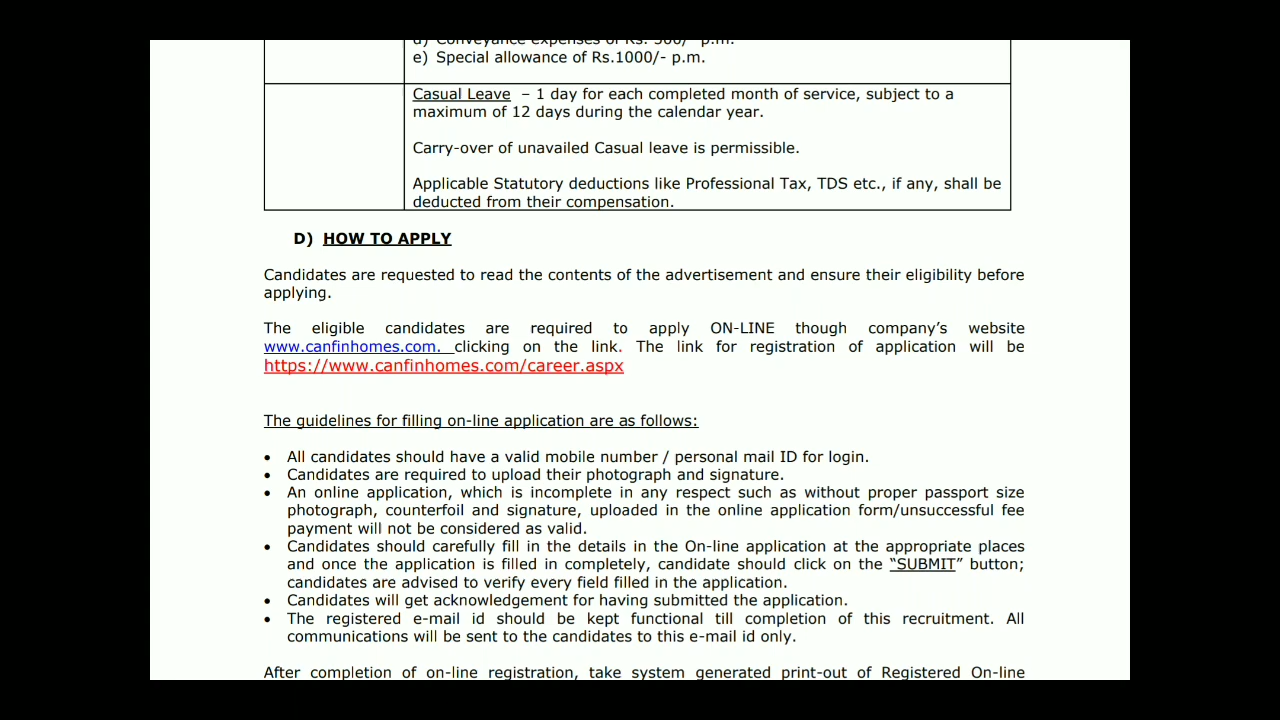 d) Conveyance expenses of Rs. 500/- p.m.
e) Special allowance of Rs.1000/- p.m.
Casual Leave – 1 day for each completed month of service, subject to a
maximum of 12 days during the calendar year.
Carry-over of unavailed Casual leave is permissible.
Applicable Statutory deductions like Professional Tax, TDS etc., if any, shall be
deducted from their compensation.
D) HOW TO APPLY
Candidates are requested to read the contents of the advertisement and ensure their eligibility before
applying.
The eligible candidates are required to apply ON-LINE though company's website
www.canfinhomes.com. clicking on the link. The link for registration of application will be
https://www.canfinhomes.com/career.aspx
The guidelines for filling on-line application are as follows:
• All candidates should have a valid mobile number / personal mail ID for login.
• Candidates are required to upload their photograph and signature.
• An online application, which is incomplete in any respect such as without proper passport size
photograph, counterfoil and signature, uploaded in the online application form/unsuccessful fee
payment will not be considered as valid.
• Candidates should carefully fill in the details in the On-line application at the appropriate places
and once the application is filled in completely, candidate should click on the “SUBMIT” button;
candidates are advised to verify every field filled in the application.
• Candidates will get acknowledgement for having submitted the application.
• The registered e-mail id should be kept functional till completion of this recruitment. All
communications will be sent to the candidates to this e-mail id only.
After completion of on-line registration, take system generated print-out of Registered On-line